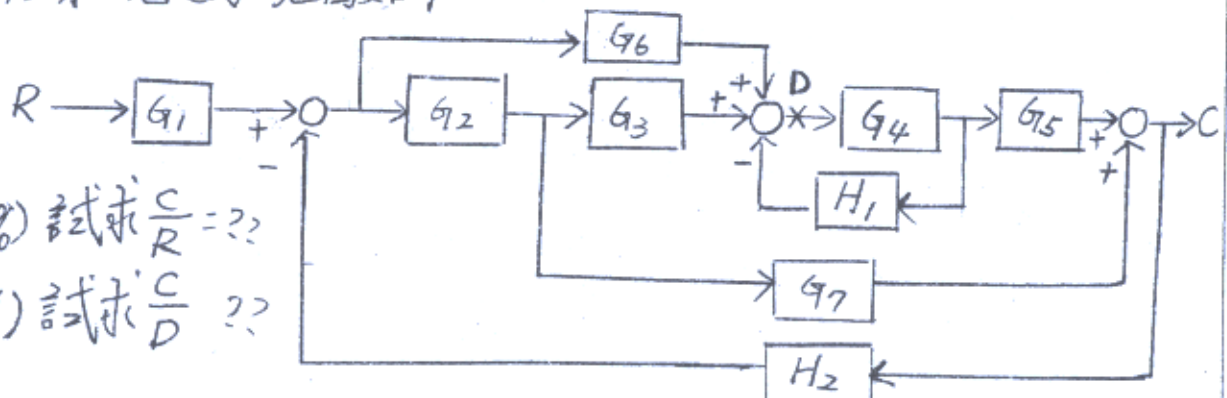 G6
D
R G1 + - G2 G3 + + - G4 G5 + + C
H1
%) 試求 C/R = ??
G7
) 試求 C/D ??
H2